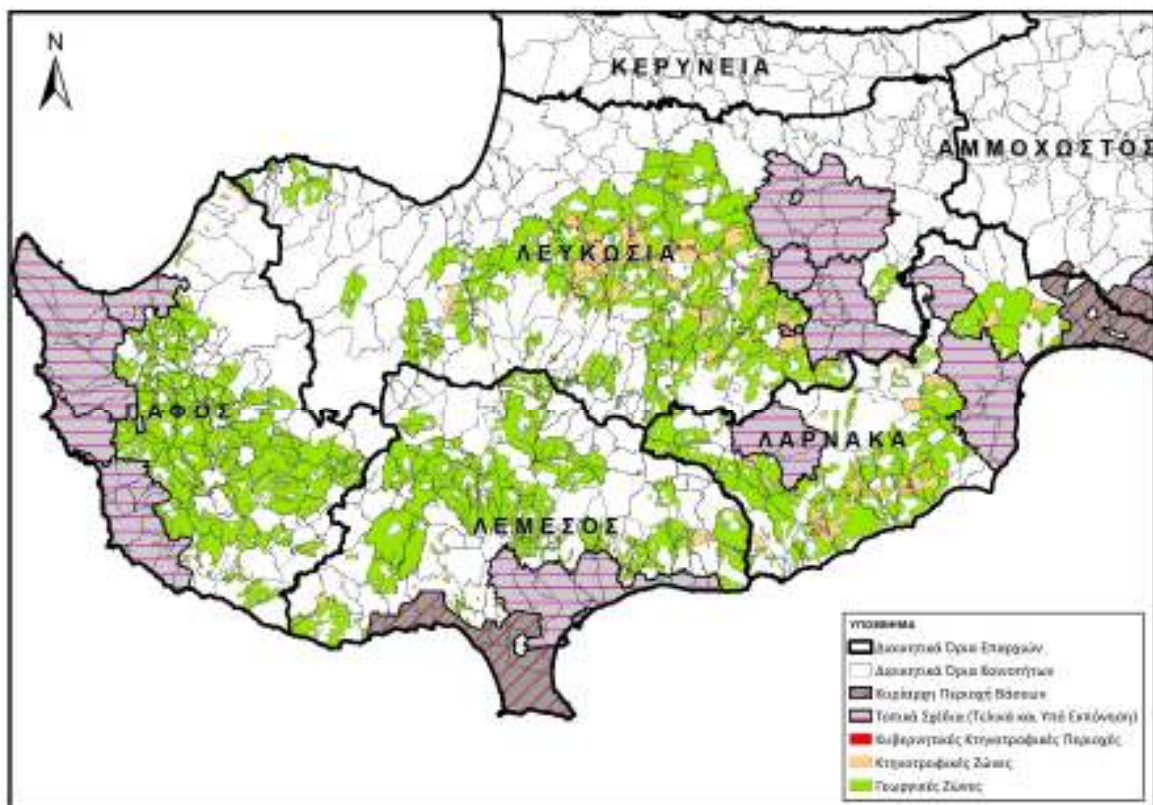 N
ΚΕΡΥΝΕΙΑ
ΑΜΜΟΧΩΣΤΟΣ
ΛΕΥΚΩΣΙΑ
ΠΑΦΟΣ
ΛΑΡΝΑΚΑ
ΛΕΜΕΣΟΣ
ΥΠΟΜΝΗΜΑ
Διοικητικά Όρια Επαρχιών
Διοικητικά Όρια Κοινοτήτων
Κυρίαρχη Περιοχή Βάσεων
Τοπικά Σχέδια (Τελικά και Υπό Εκπόνηση)
Κυβερνητικές Κτηνοτροφικές Περιοχές
Κτηνοτροφικές Ζώνες
Γεωργικές Ζώνες